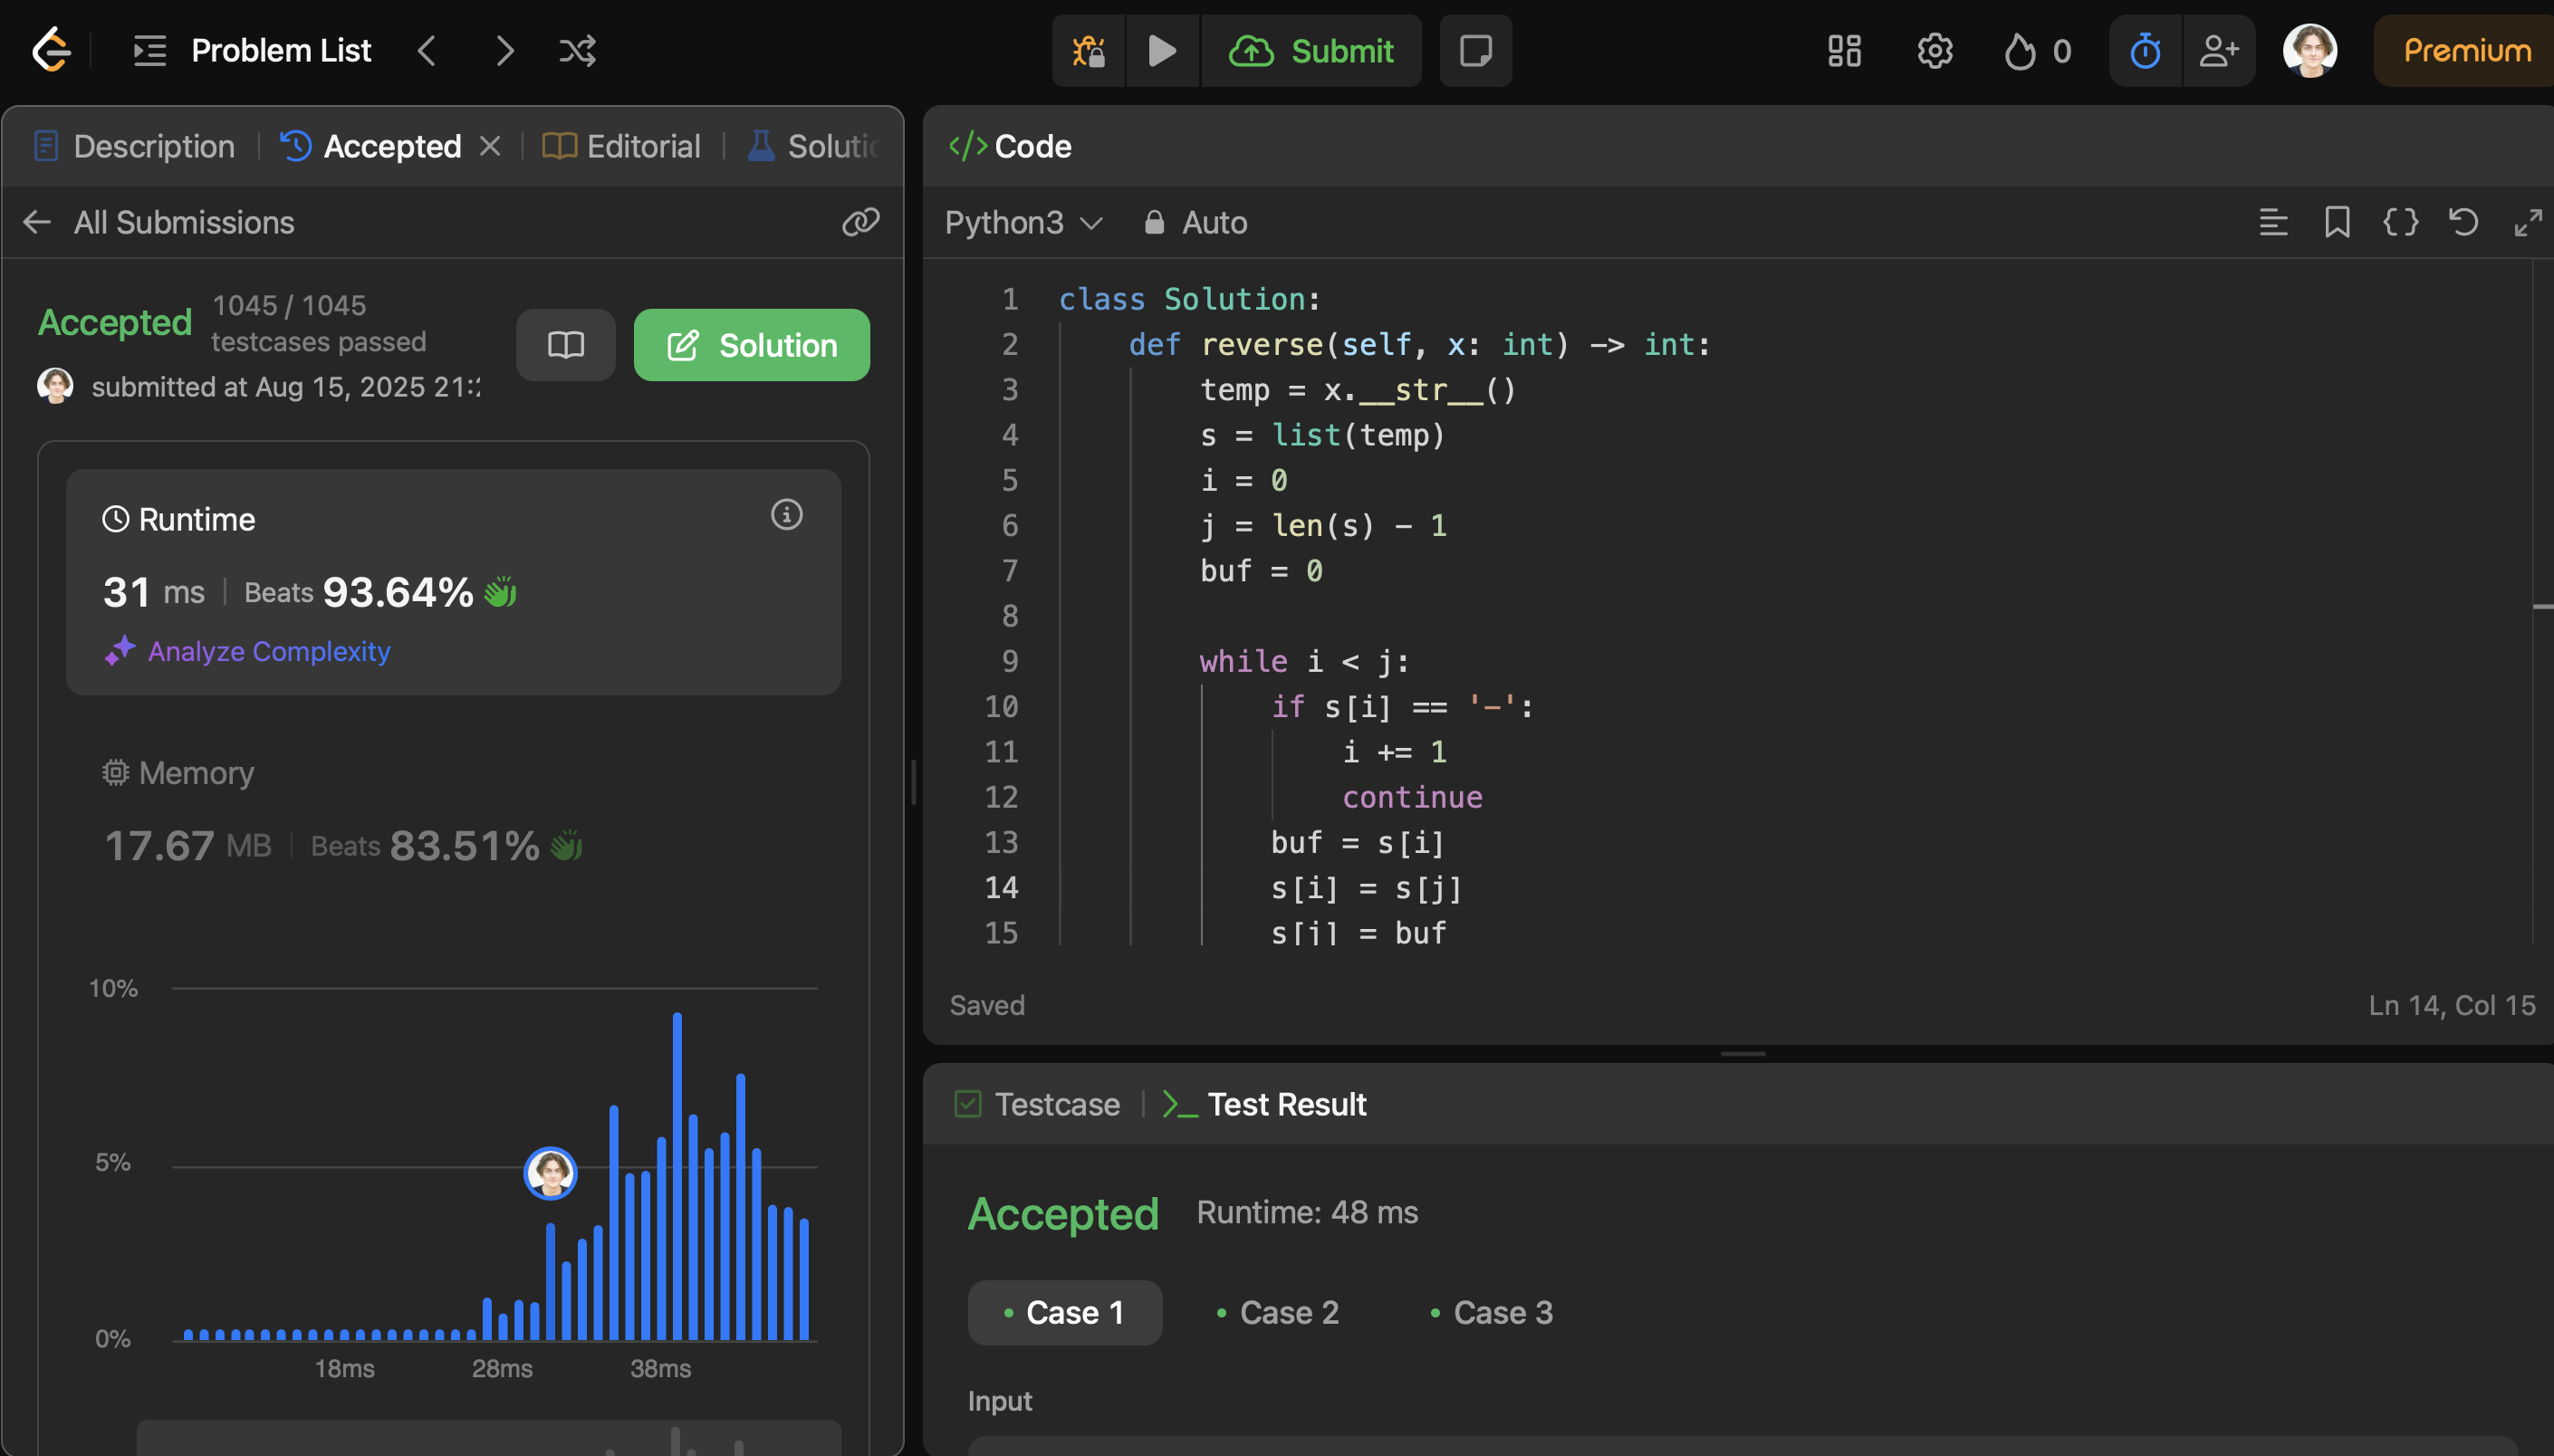 Problem List
Submit
0
Premium
Description
Accepted
Editorial
Solutio
All Submissions
Accepted
1045 / 1045
testcases passed
submitted at Aug 15, 2025 21:
Solution
Runtime
31 ms | Beats 93.64%
Analyze Complexity
Memory
17.67 MB | Beats 83.51%
10%
5%
0%
18ms 28ms 38ms
</> Code
Python3
Auto
1 class Solution:
2 def reverse(self, x: int) -> int:
3 temp = x.__str__()
4 s = list(temp)
5 i = 0
6 j = len(s) - 1
7 buf = 0
8
9 while i < j:
10 if s[i] == '-':
11 i += 1
12 continue
13 buf = s[i]
14 s[i] = s[j]
15 s[j] = buf
Saved
Ln 14, Col 15
Testcase
>_ Test Result
Accepted
Runtime: 48 ms
Case 1
Case 2
Case 3
Input